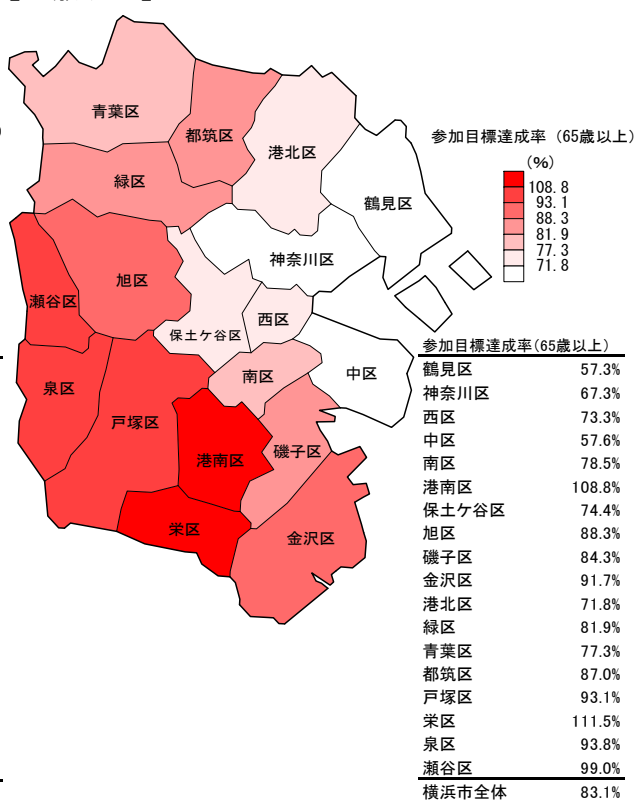 青葉区
都筑区
港北区
緑区
鶴見区
神奈川区
旭区
瀬谷区
西区
保土ケ谷区
泉区
南区
中区
戸塚区
磯子区
港南区
栄区
金沢区
参加目標達成率 (65歳以上)
(%)
108.8
93.1
88.3
81.9
77.3
71.8
参加目標達成率(65歳以上)
鶴見区 57.3%
神奈川区 67.3%
西区 73.3%
中区 57.6%
南区 78.5%
港南区 108.8%
保土ケ谷区 74.4%
旭区 88.3%
磯子区 84.3%
金沢区 91.7%
港北区 71.8%
緑区 81.9%
青葉区 77.3%
都筑区 87.0%
戸塚区 93.1%
栄区 111.5%
泉区 93.8%
瀬谷区 99.0%
横浜市全体 83.1%